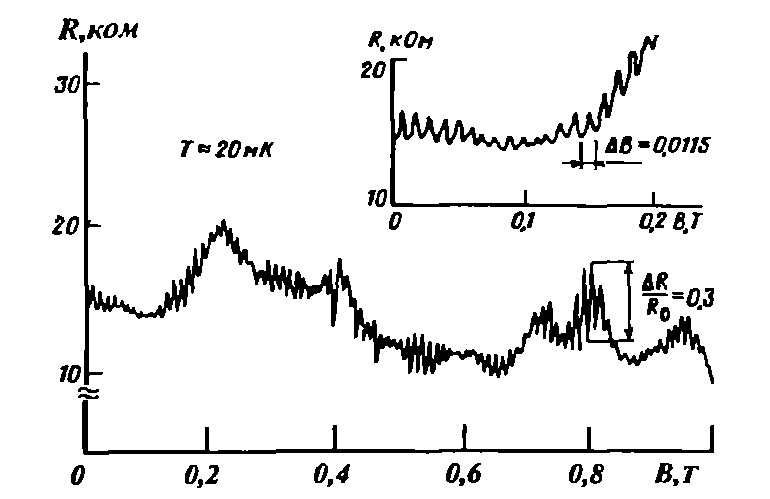 R, ком
30
20
10
T ≈ 20 мК
R, кОм
20
10
0
0,1
0,2 В,Т
ΔB = 0,0115
ΔR
R₀
= 0,3
≈
0
0,2
0,4
0,6
0,8
В,Т